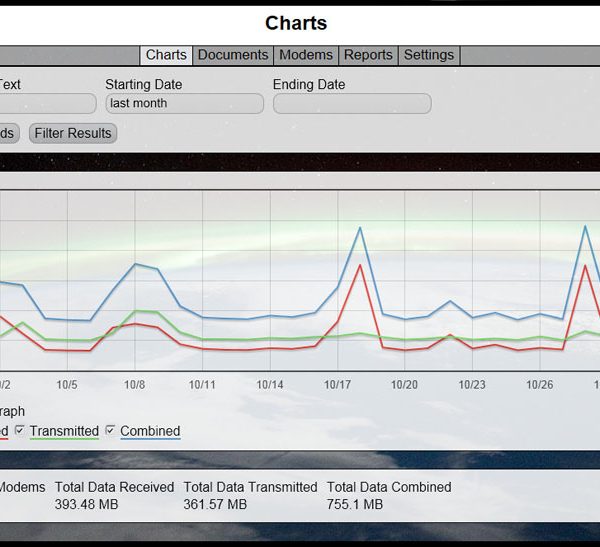 Charts
Charts Documents Modems Reports Settings
Text Starting Date Ending Date
last month
ds Filter Results
/2 10/5 10/8 10/11 10/14 10/17 10/20 10/23 10/26 1
raph
ed Transmitted Combined
Modems Total Data Received Total Data Transmitted Total Data Combined
393.48 MB 361.57 MB 755.1 MB